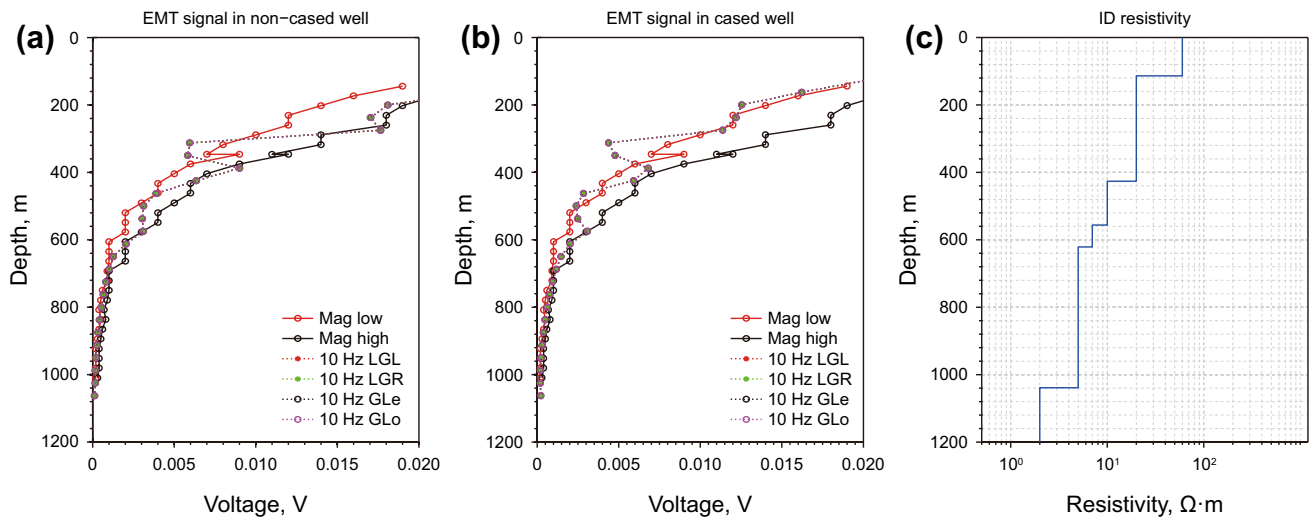 EMT signal in non−cased well
(a)
0
200
400
600
800
1000
1200
Depth, m
Mag low
Mag high
10 Hz LGL
10 Hz LGR
10 Hz GLe
10 Hz GLo
0 0.005 0.010 0.015 0.020
Voltage, V
EMT signal in cased well
(b)
0
200
400
600
800
1000
1200
Depth, m
Mag low
Mag high
10 Hz LGL
10 Hz LGR
10 Hz GLe
10 Hz GLo
0 0.005 0.010 0.015 0.020
Voltage, V
ID resistivity
(c)
0
200
400
600
800
1000
1200
Depth, m
10⁰ 10¹ 10²
Resistivity, Ω·m